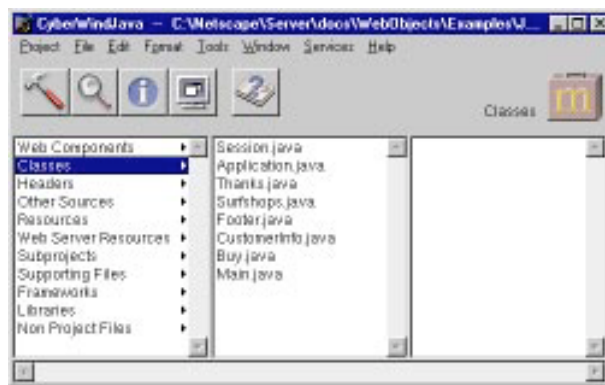 CyberWindJava — C:\Netscape\Server\docs\WebObjects\Examples\J...
Project File Edit Format Tools Window Services Help
Classes
Web Components
Classes
Headers
Other Sources
Resources
Web Server Resources
Subprojects
Supporting Files
Frameworks
Libraries
Non Project Files
Session.java
Application.java
Thanks.java
Surfshops.java
Footer.java
CustomerInfo.java
Buy.java
Main.java